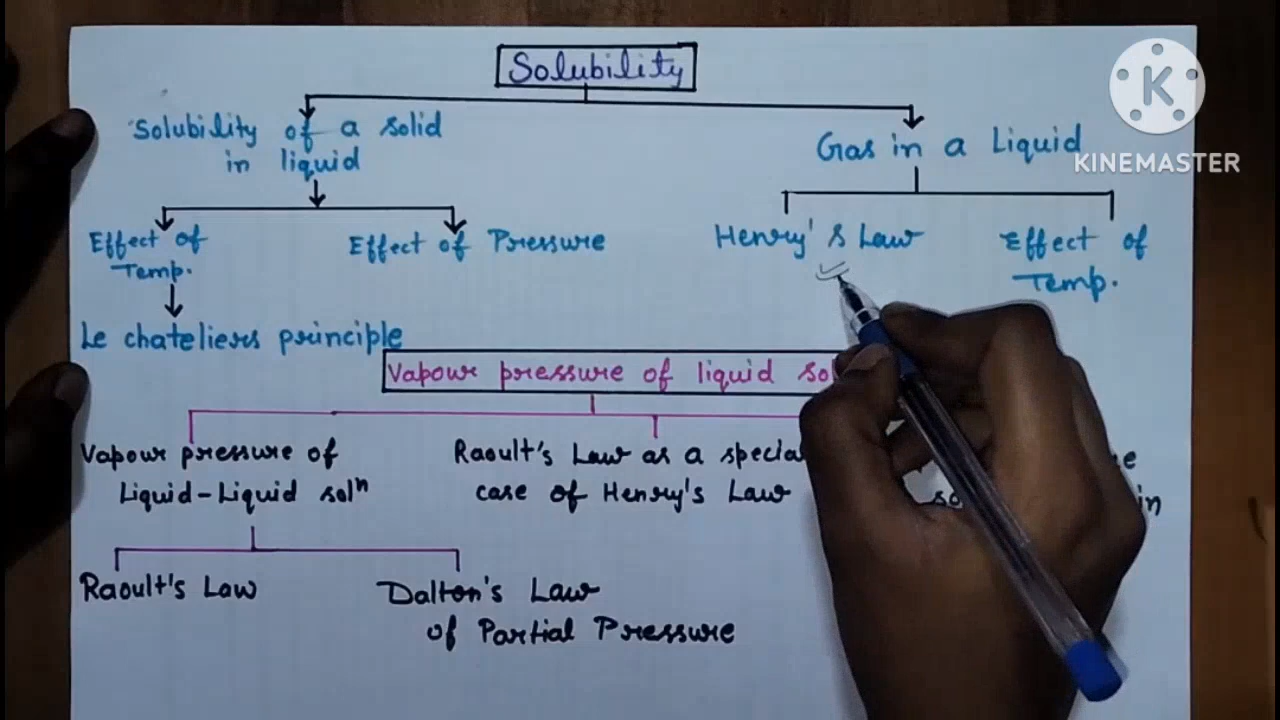 Solubility
Solubility of a solid
in liquid
Gas in a Liquid
KINEMASTER
Effect of
Temp.
Effect of Pressure
Henry's Law
Effect of
Temp.
Le chateliers principle
Vapour pressure of liquid
Vapour pressure of
Liquid-Liquid solⁿ
Raoult's Law as a
case of Henry's Law
in
Raoult's Law
Dalton's Law
of Partial Pressure